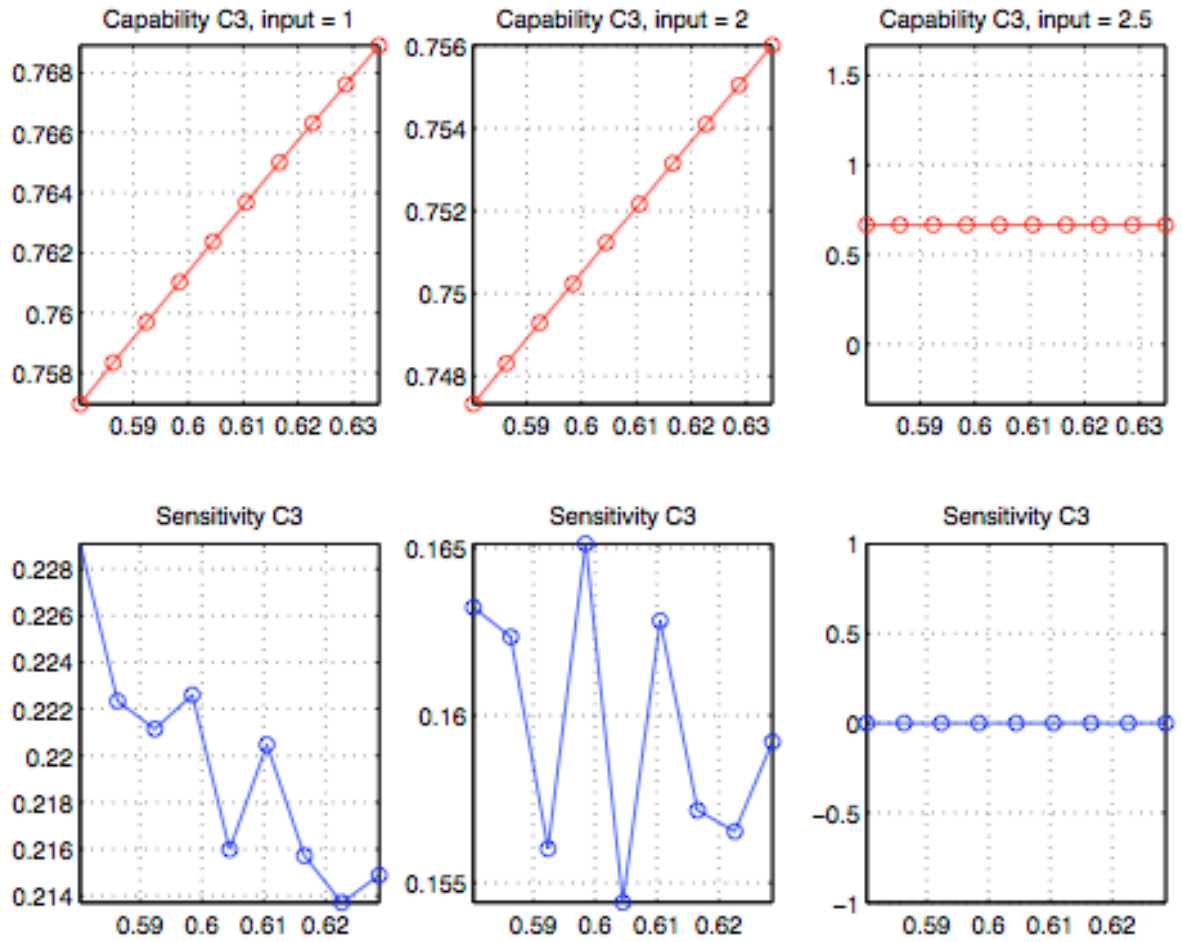 Capability C3, input = 1
0.768
0.766
0.764
0.762
0.76
0.758
0.59 0.6 0.61 0.62 0.63
Capability C3, input = 2
0.756
0.754
0.752
0.75
0.748
0.59 0.6 0.61 0.62 0.63
Capability C3, input = 2.5
1.5
1
0.5
0
0.59 0.6 0.61 0.62 0.63
Sensitivity C3
0.228
0.226
0.224
0.222
0.22
0.218
0.216
0.214
0.59 0.6 0.61 0.62
Sensitivity C3
0.165
0.16
0.155
0.59 0.6 0.61 0.62
Sensitivity C3
1
0.5
0
−0.5
−1
0.59 0.6 0.61 0.62